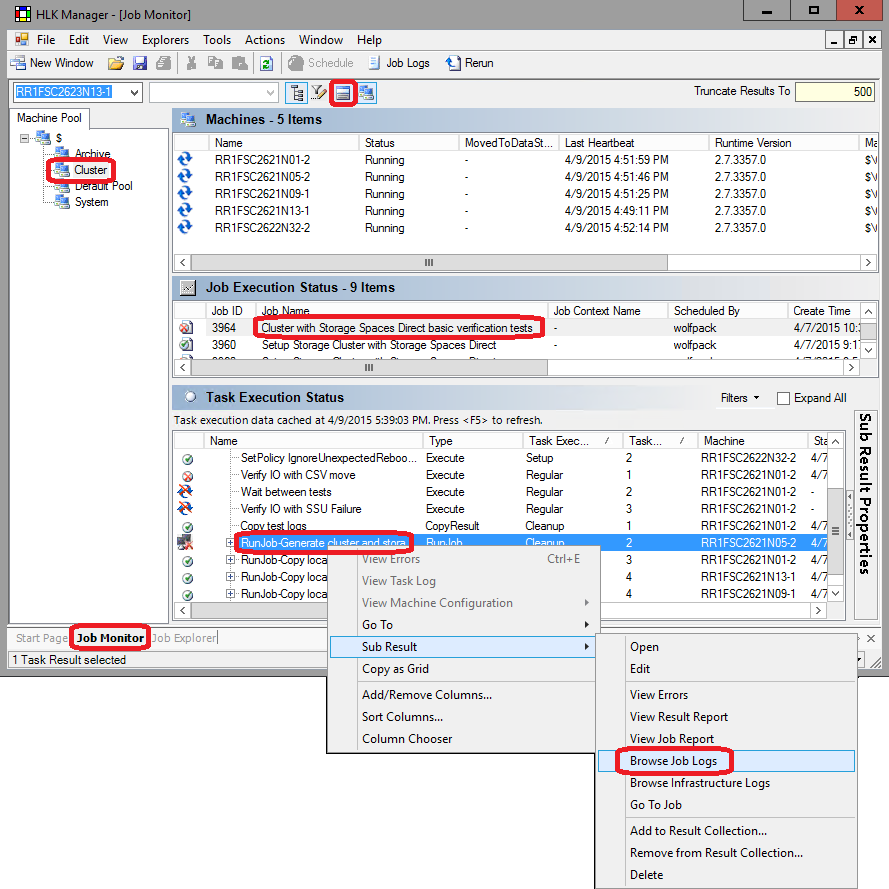 HLK Manager - [Job Monitor]
File Edit View Explorers Tools Actions Window Help
New Window Schedule Job Logs Rerun
RR1FSC2623N13-1 Truncate Results To 500
Machine Pool
$
Archive
Cluster
Default Pool
System
Machines - 5 Items
Name Status MovedToDataSt... Last Heartbeat Runtime Version Ma
RR1FSC2621N01-2 Running - 4/9/2015 4:51:59 PM 2.7.3357.0 $\
RR1FSC2621N05-2 Running - 4/9/2015 4:51:46 PM 2.7.3357.0 $\
RR1FSC2621N09-1 Running - 4/9/2015 4:51:25 PM 2.7.3357.0 $\
RR1FSC2621N13-1 Running - 4/9/2015 4:49:11 PM 2.7.3357.0 $\
RR1FSC2622N32-2 Running - 4/9/2015 4:52:14 PM 2.7.3357.0 $\
Job Execution Status - 9 Items
Job ID Job Name Job Context Name Scheduled By Create Time
3964 Cluster with Storage Spaces Direct basic verification tests - wolfpack 4/7/2015 10:
3960 Setup Storage Cluster with Storage Spaces Direct - wolfpack 4/7/2015 9:1
Task Execution Status Filters Expand All
Task execution data cached at 4/9/2015 5:39:03 PM. Press <F5> to refresh.
Name Type Task Exec... / Task... / Machine Sta
SetPolicy IgnoreUnexpectedReboo... Execute Setup 2 RR1FSC2622N32-2 4/7
Verify IO with CSV move Execute Regular 1 RR1FSC2621N01-2 4/7
Wait between tests Execute Regular 2 RR1FSC2621N01-2 -
Verify IO with SSU Failure Execute Regular 3 RR1FSC2621N01-2 4/7
Copy test logs CopyResult Cleanup 1 RR1FSC2621N01-2 4/7
RunJob-Generate cluster and stora RunJob Cleanup 2 RR1FSC2621N05-2 4/7
RunJob-Copy loca 3 RR1FSC2621N01-2 4/7
RunJob-Copy loca 4 RR1FSC2621N13-1 4/7
RunJob-Copy loca 4 RR1FSC2621N09-1 4/7
Sub Result Properties
View Errors Ctrl+E
View Task Log
View Machine Configuration
Go To
Sub Result
Copy as Grid
Add/Remove Columns...
Sort Columns...
Column Chooser
Open
Edit
View Errors
View Result Report
View Job Report
Browse Job Logs
Browse Infrastructure Logs
Go To Job
Add to Result Collection...
Remove from Result Collection...
Delete
Start Page Job Monitor Job Explorer
1 Task Result selected